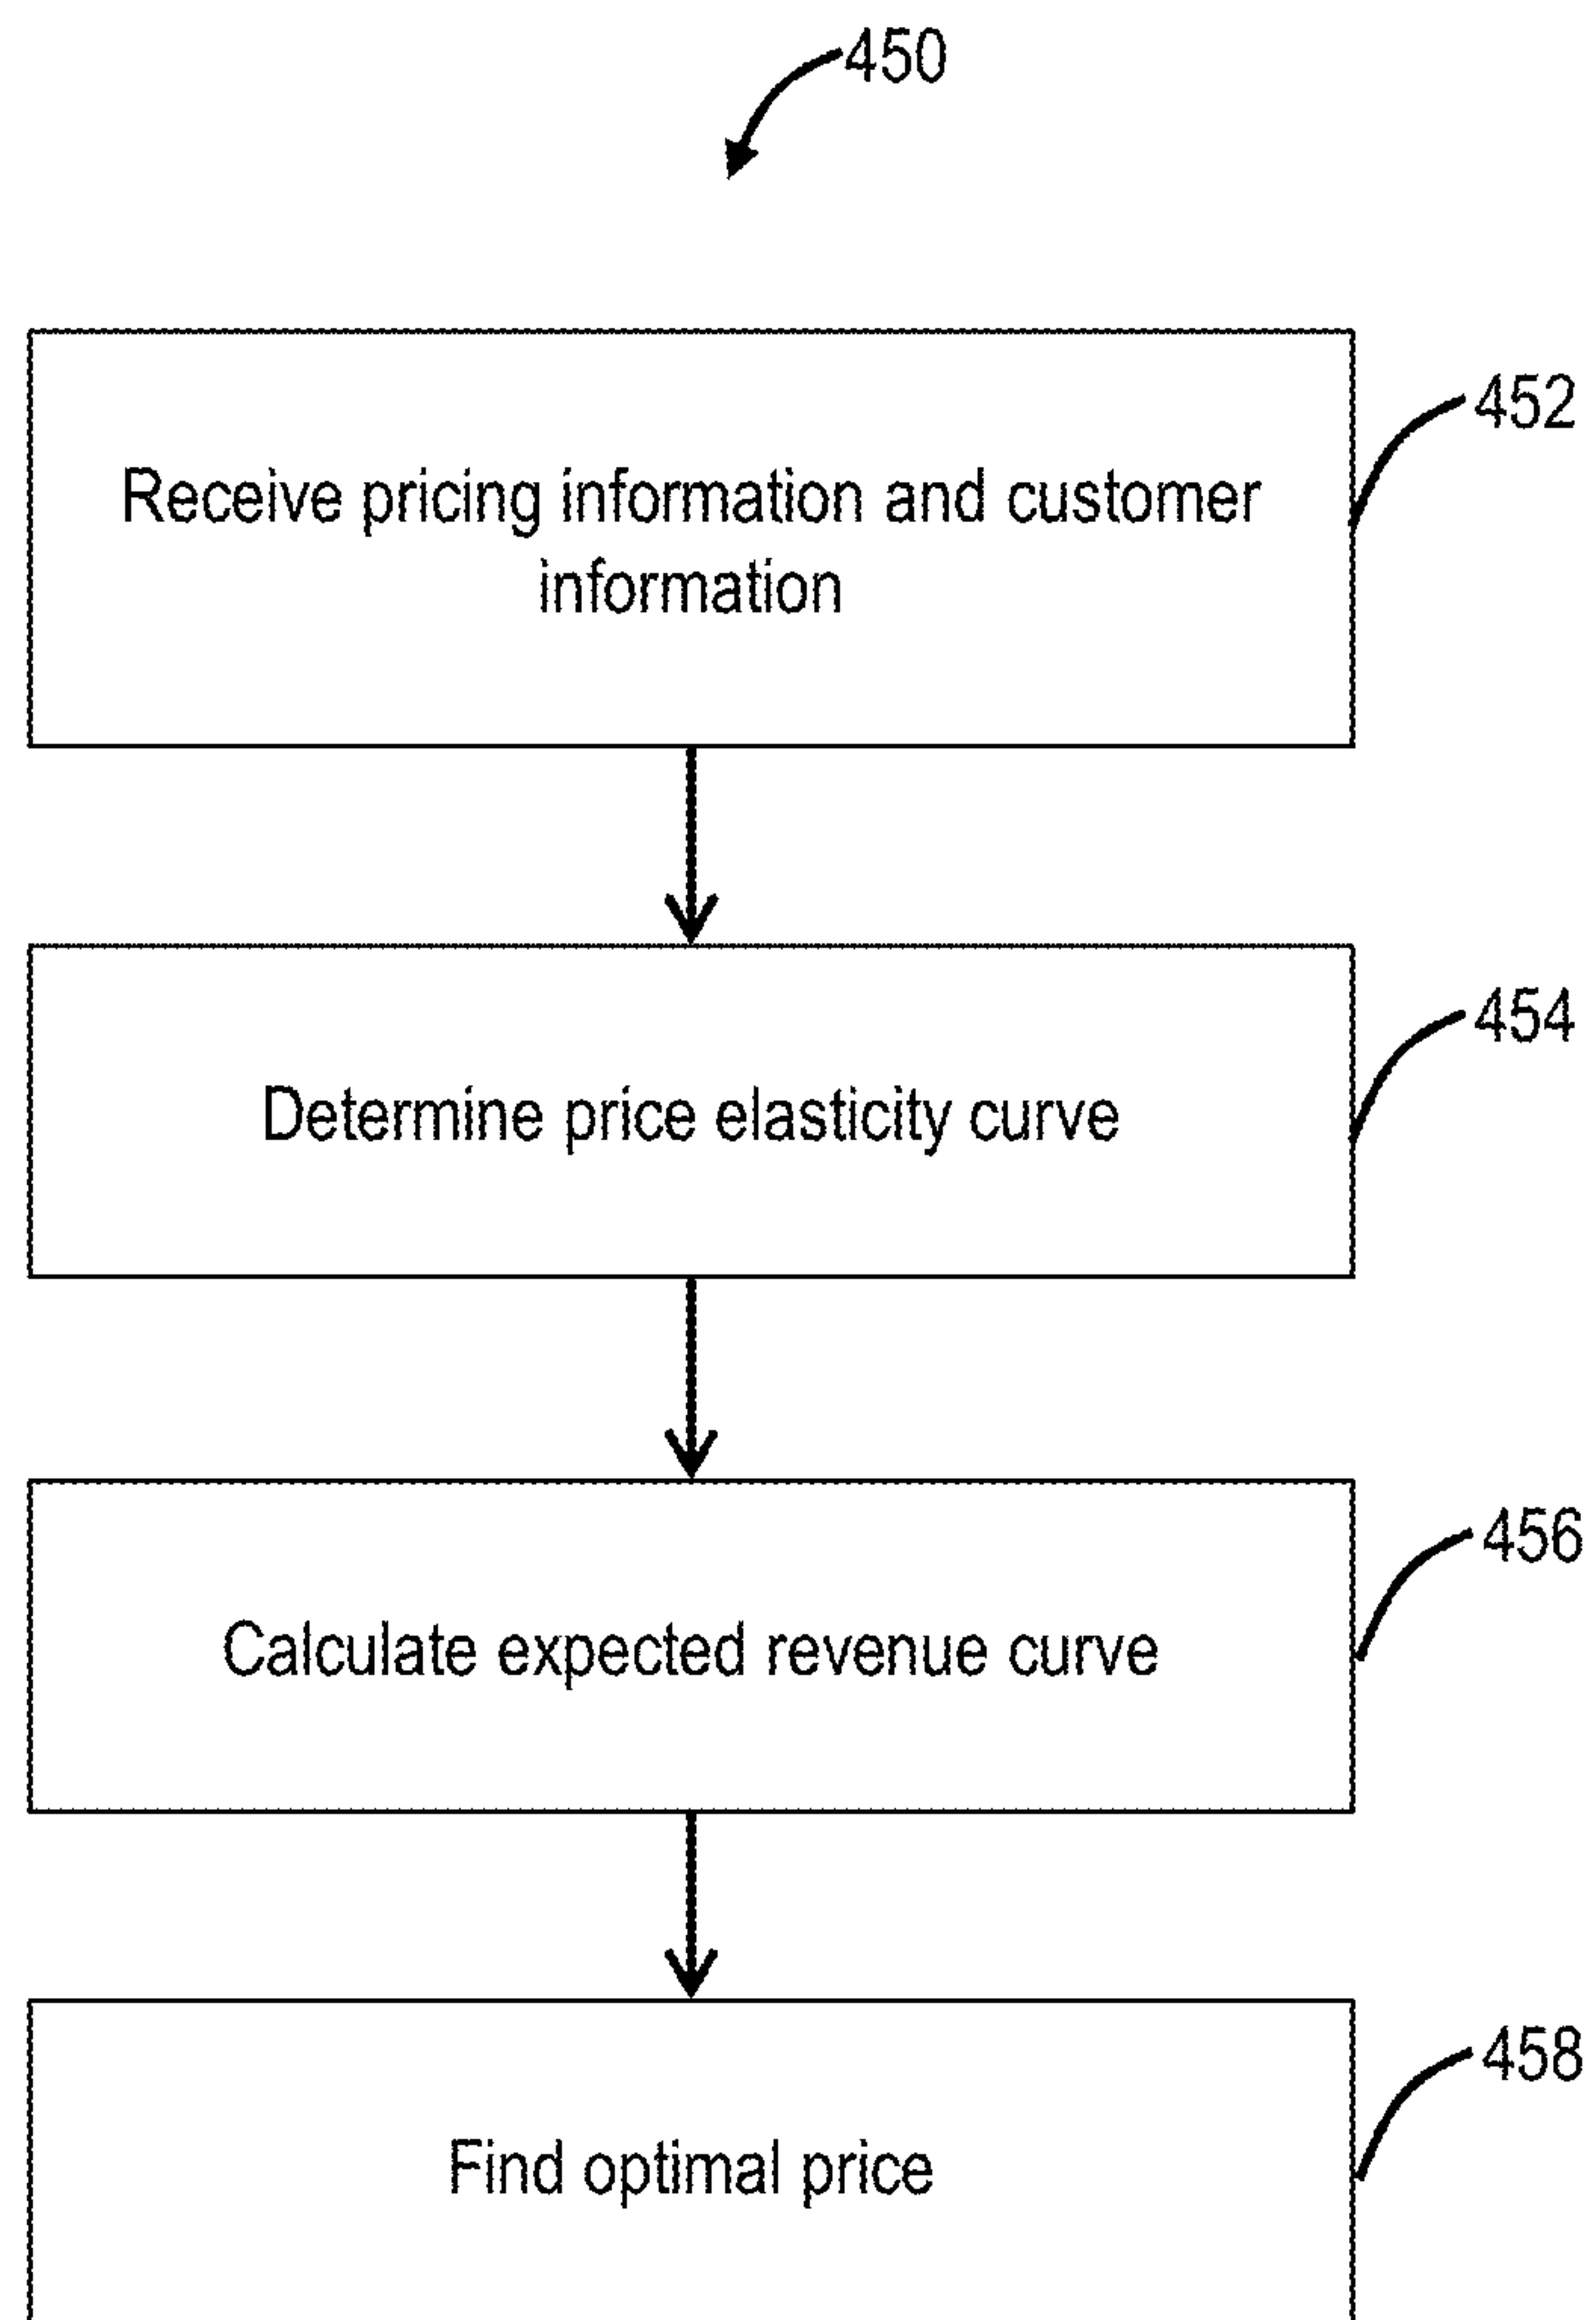 450
452
Receive pricing information and customer
information
454
Determine price elasticity curve
456
Calculate expected revenue curve
458
Find optimal price